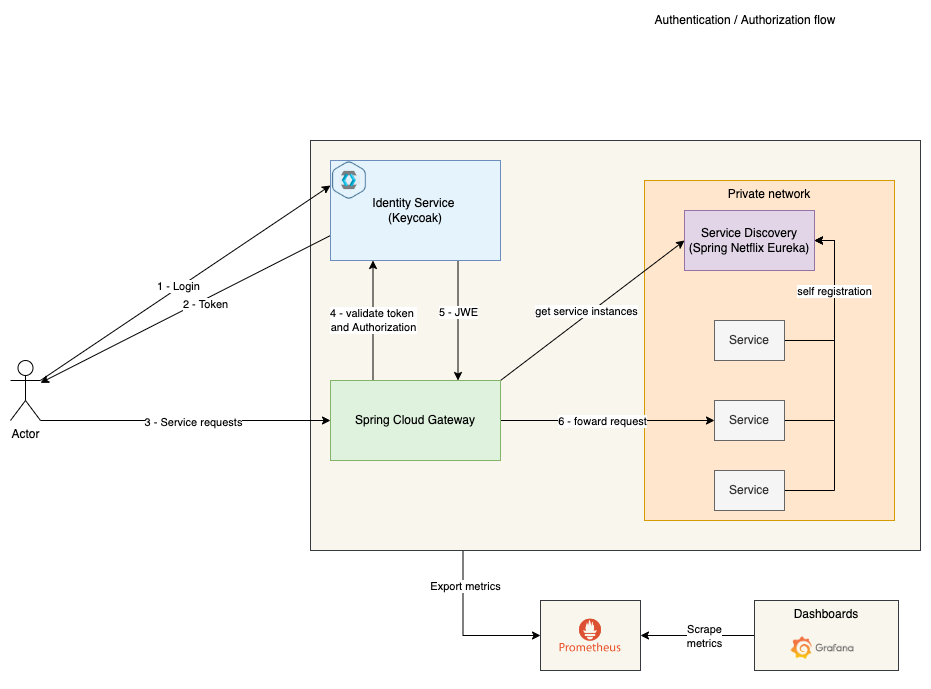 Authentication / Authorization flow
Identity Service
(Keycoak)
Private network
Service Discovery
(Spring Netflix Eureka)
1 - Login
2 - Token
4 - validate token
and Authorization
5 - JWE
get service instances
self registration
Service
Actor
3 - Service requests
Spring Cloud Gateway
6 - foward request
Service
Service
Export metrics
Prometheus
Scrape
metrics
Dashboards
Grafana